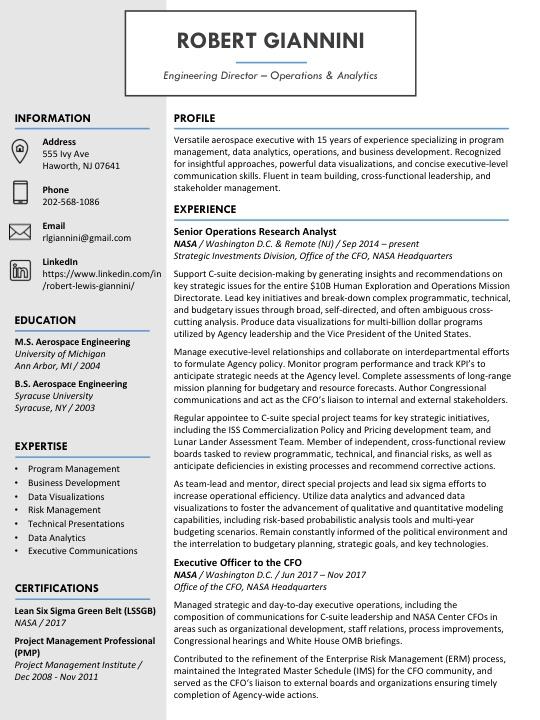 ROBERT GIANNINI
Engineering Director – Operations & Analytics
INFORMATION
Address
555 Ivy Ave
Haworth, NJ 07641
Phone
202-568-1086
Email
rlgiannini@gmail.com
LinkedIn
https://www.linkedin.com/in
/robert-lewis-giannini/
EDUCATION
M.S. Aerospace Engineering
University of Michigan
Ann Arbor, MI / 2004
B.S. Aerospace Engineering
Syracuse University
Syracuse, NY / 2003
EXPERTISE
• Program Management
• Business Development
• Data Visualizations
• Risk Management
• Technical Presentations
• Data Analytics
• Executive Communications
CERTIFICATIONS
Lean Six Sigma Green Belt (LSSGB)
NASA / 2017
Project Management Professional
(PMP)
Project Management Institute /
Dec 2008 - Nov 2011
PROFILE
Versatile aerospace executive with 15 years of experience specializing in program
management, data analytics, operations, and business development. Recognized
for insightful approaches, powerful data visualizations, and concise executive-level
communication skills. Fluent in team building, cross-functional leadership, and
stakeholder management.
EXPERIENCE
Senior Operations Research Analyst
NASA / Washington D.C. & Remote (NJ) / Sep 2014 – present
Strategic Investments Division, Office of the CFO, NASA Headquarters
Support C-suite decision-making by generating insights and recommendations on
key strategic issues for the entire $10B Human Exploration and Operations Mission
Directorate. Lead key initiatives and break-down complex programmatic, technical,
and budgetary issues through broad, self-directed, and often ambiguous cross-
cutting analysis. Produce data visualizations for multi-billion dollar programs
utilized by Agency leadership and the Vice President of the United States.
Manage executive-level relationships and collaborate on interdepartmental efforts
to formulate Agency policy. Monitor program performance and track KPI's to
anticipate strategic needs at the Agency level. Complete assessments of long-range
mission planning for budgetary and resource forecasts. Author Congressional
communications and act as the CFO's liaison to internal and external stakeholders.
Regular appointee to C-suite special project teams for key strategic initiatives,
including the ISS Commercialization Policy and Pricing development team, and
Lunar Lander Assessment Team. Member of independent, cross-functional review
boards tasked to review programmatic, technical, and financial risks, as well as
anticipate deficiencies in existing processes and recommend corrective actions.
As team-lead and mentor, direct special projects and lead six sigma efforts to
increase operational efficiency. Utilize data analytics and advanced data
visualizations to foster the advancement of qualitative and quantitative modeling
capabilities, including risk-based probabilistic analysis tools and multi-year
budgeting scenarios. Remain constantly informed of the political environment and
the interrelation to budgetary planning, strategic goals, and key technologies.
Executive Officer to the CFO
NASA / Washington D.C. / Jun 2017 – Nov 2017
Office of the CFO, NASA Headquarters
Managed strategic and day-to-day executive operations, including the
composition of communications for C-suite leadership and NASA Center CFOs in
areas such as organizational development, staff relations, process improvements,
Congressional hearings and White House OMB briefings.
Contributed to the refinement of the Enterprise Risk Management (ERM) process,
maintained the Integrated Master Schedule (IMS) for the CFO community, and
served as the CFO's liaison to external boards and organizations ensuring timely
completion of Agency-wide actions.